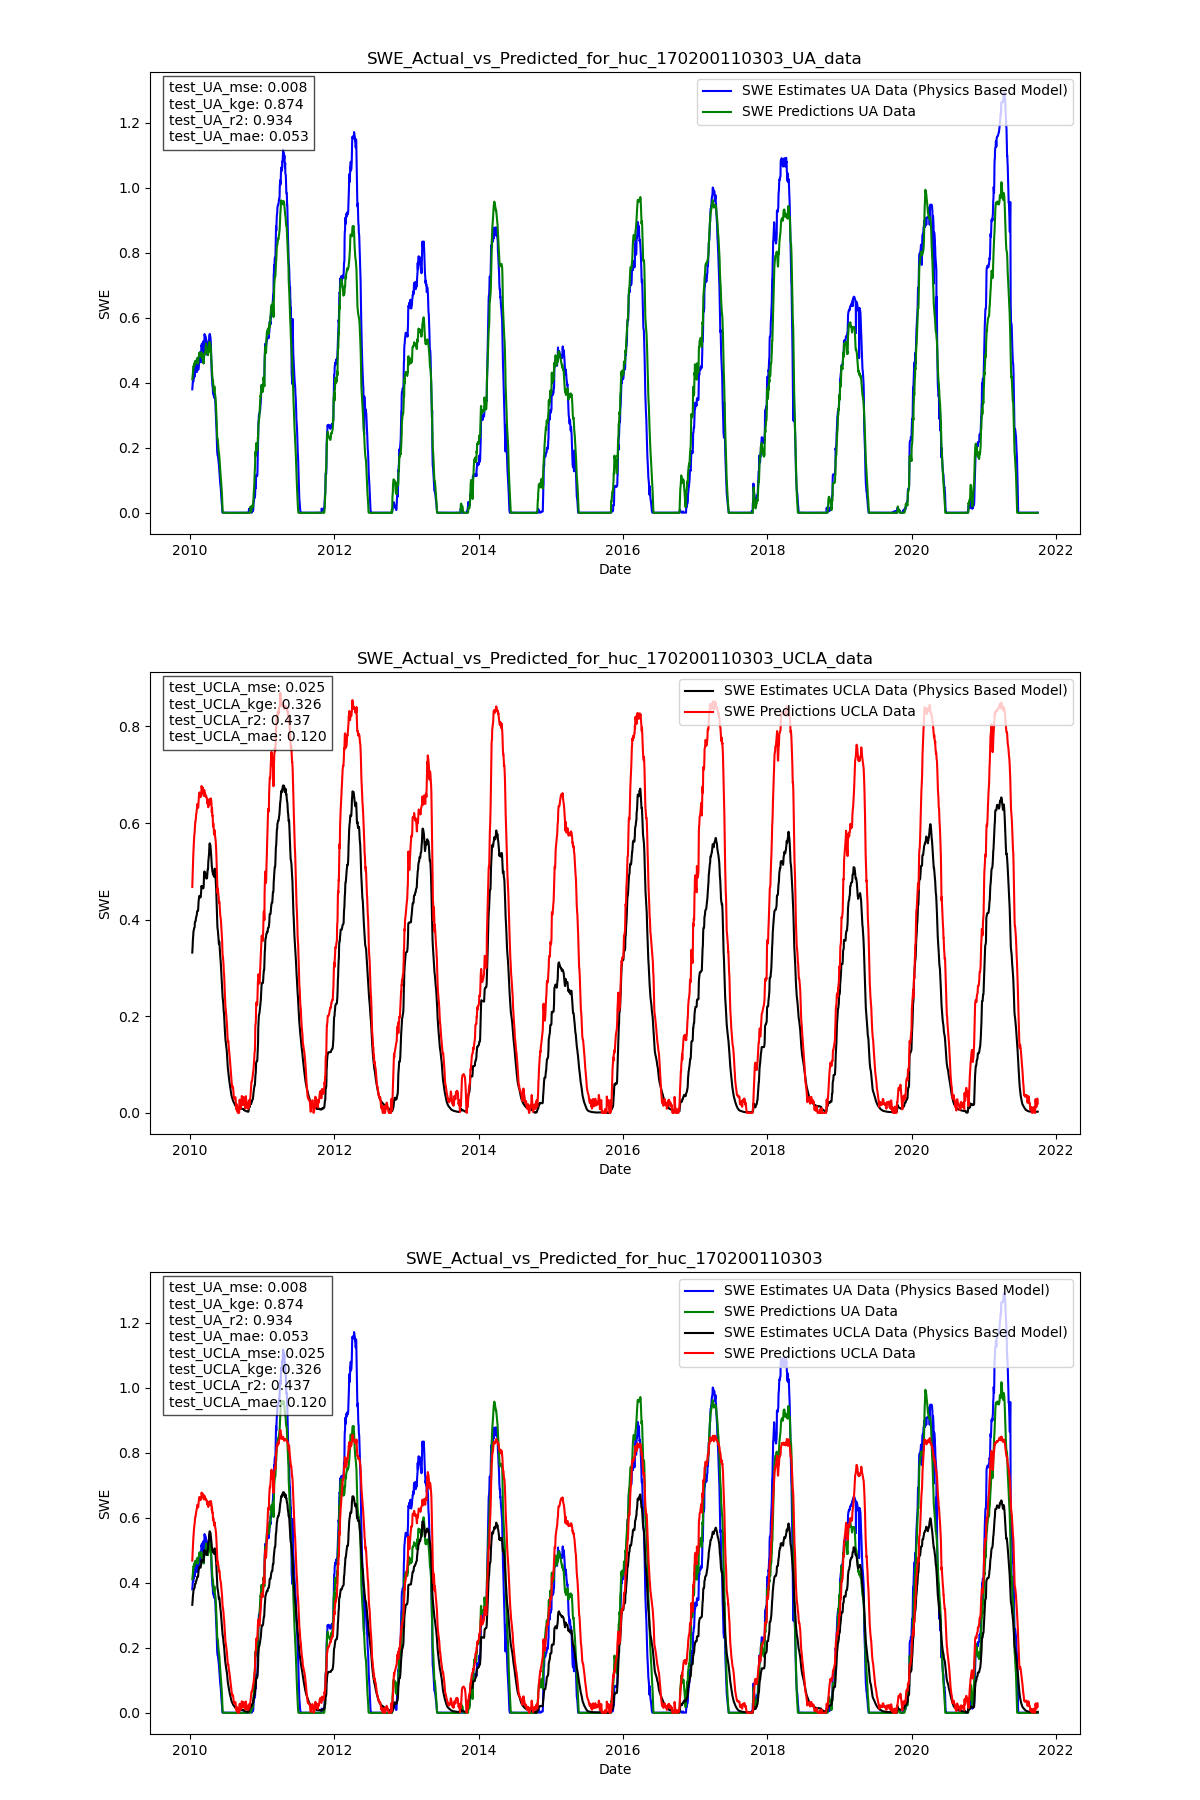 SWE_Actual_vs_Predicted_for_huc_170200110303_UA_data
test_UA_mse: 0.008
test_UA_kge: 0.874
test_UA_r2: 0.934
test_UA_mae: 0.053
SWE Estimates UA Data (Physics Based Model)
SWE Predictions UA Data
1.2
1.0
0.8
0.6
0.4
0.2
0.0
SWE
2010 2012 2014 2016 2018 2020 2022
Date
SWE_Actual_vs_Predicted_for_huc_170200110303_UCLA_data
test_UCLA_mse: 0.025
test_UCLA_kge: 0.326
test_UCLA_r2: 0.437
test_UCLA_mae: 0.120
SWE Estimates UCLA Data (Physics Based Model)
SWE Predictions UCLA Data
0.8
0.6
0.4
0.2
0.0
SWE
2010 2012 2014 2016 2018 2020 2022
Date
SWE_Actual_vs_Predicted_for_huc_170200110303
test_UA_mse: 0.008
test_UA_kge: 0.874
test_UA_r2: 0.934
test_UA_mae: 0.053
test_UCLA_mse: 0.025
test_UCLA_kge: 0.326
test_UCLA_r2: 0.437
test_UCLA_mae: 0.120
SWE Estimates UA Data (Physics Based Model)
SWE Predictions UA Data
SWE Estimates UCLA Data (Physics Based Model)
SWE Predictions UCLA Data
1.2
1.0
0.8
0.6
0.4
0.2
0.0
SWE
2010 2012 2014 2016 2018 2020 2022
Date